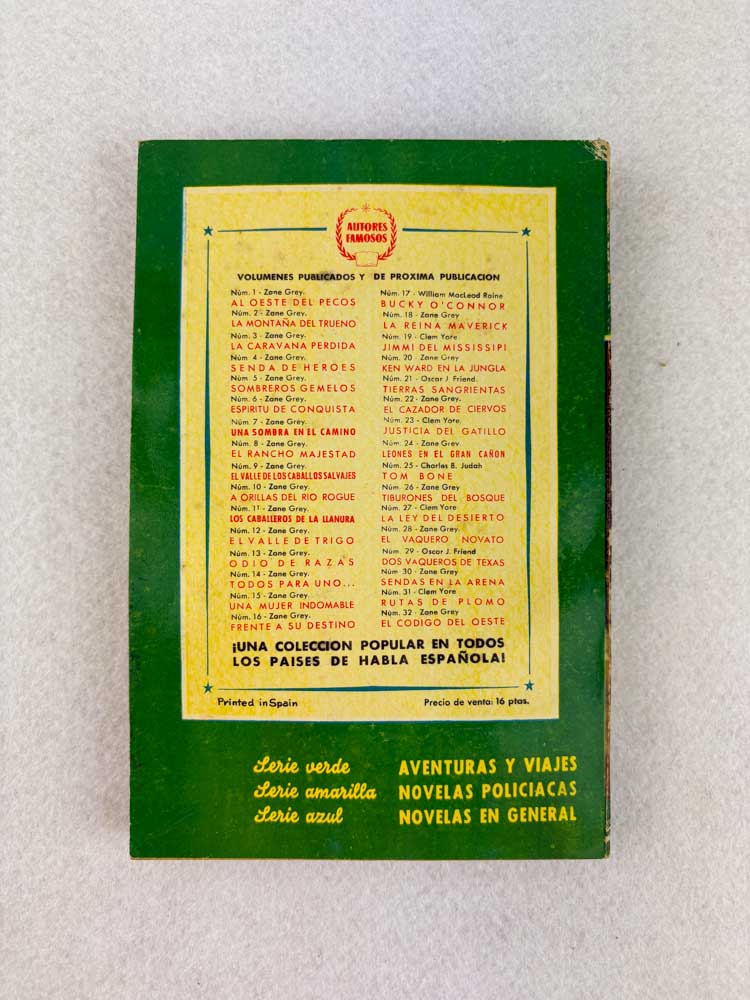 AUTORES
FAMOSOS
VOLUMENES PUBLICADOS Y DE PROXIMA PUBLICACION
Núm. 1 - Zane Grey.
AL OESTE DEL PECOS
Núm. 2 - Zane Grey.
LA MONTAÑA DEL TRUENO
Núm. 3 - Zane Grey.
LA CARAVANA PERDIDA
Núm. 4 - Zane Grey.
SENDA DE HEROES
Núm. 5 - Zane Grey.
SOMBREROS GEMELOS
Núm. 6 - Zane Grey.
ESPIRITU DE CONQUISTA
Núm. 7 - Zane Grey.
UNA SOMBRA EN EL CAMINO
Núm. 8 - Zane Grey.
EL RANCHO MAJESTAD
Núm. 9 - Zane Grey.
EL VALLE DE LOS CABALLOS SALVAJES
Núm. 10 - Zane Grey.
A ORILLAS DEL RIO ROGUE
Núm. 11 - Zane Grey.
LOS CABALLEROS DE LA LLANURA
Núm. 12 - Zane Grey.
EL VALLE DE TRIGO
Núm. 13 - Zane Grey.
ODIO DE RAZAS
Núm. 14 - Zane Grey.
TODOS PARA UNO...
Núm. 15 - Zane Grey.
UNA MUJER INDOMABLE
Núm. 16 - Zane Grey.
FRENTE A SU DESTINO
Núm. 17 - William MacLeod Raine
BUCKY O'CONNOR
Núm. 18 - Zane Grey
LA REINA MAVERICK
Núm. 19 - Clem Yore
JIMMI DEL MISSISSIPI
Núm. 20 - Zane Grey
KEN WARD EN LA JUNGLA
Núm. 21 - Oscar J. Friend.
TIERRAS SANGRIENTAS
Núm. 22 - Zane Grey.
EL CAZADOR DE CIERVOS
Núm. 23 - Clem Yore.
JUSTICIA DEL GATILLO
Núm. 24 - Zane Grey.
LEONES EN EL GRAN CAÑON
Núm. 25 - Charles B. Judah
TOM BONE
Núm. 26 - Zane Grey
TIBURONES DEL BOSQUE
Núm. 27 - Clem Yore
LA LEY DEL DESIERTO
Núm. 28 - Zane Grey.
EL VAQUERO NOVATO
Núm. 29 - Oscar J. Friend
DOS VAQUEROS DE TEXAS
Núm. 30 - Zane Grey
SENDAS EN LA ARENA
Núm. 31 - Clem Yore
RUTAS DE PLOMO
Núm. 32 - Zane Grey
EL CODIGO DEL OESTE
¡UNA COLECCION POPULAR EN TODOS
LOS PAISES DE HABLA ESPAÑOLA!
Printed in Spain
Precio de venta: 16 ptas.
Serie verde AVENTURAS Y VIAJES
Serie amarilla NOVELAS POLICIACAS
Serie azul NOVELAS EN GENERAL